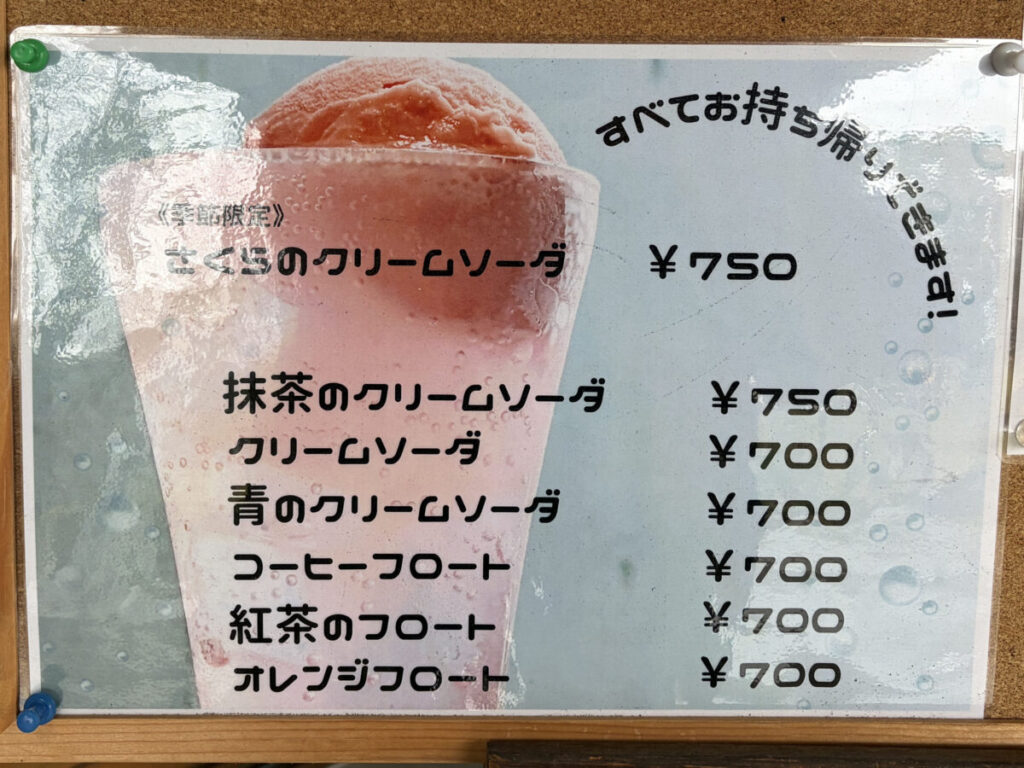 すべてお持ち帰りできます!
《季節限定》
さくらのクリームソーダ ¥750
抹茶のクリームソーダ ¥750
クリームソーダ ¥700
青のクリームソーダ ¥700
コーヒーフロート ¥700
紅茶のフロート ¥700
オレンジフロート ¥700